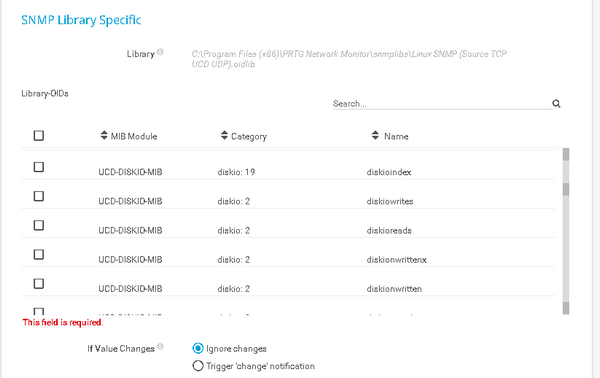 SNMP Library Specific
Library
C:\Program Files (x86)\PRTG Network Monitor\snmplibs\Linux SNMP (Source TCP
UCD UDP).oidlib
Library-OIDs
Search...
MIB Module Category Name
UCD-DISKIO-MIB diskio: 19 diskioindex
UCD-DISKIO-MIB diskio: 2 diskiowrites
UCD-DISKIO-MIB diskio: 2 diskioreads
UCD-DISKIO-MIB diskio: 2 diskionwrittenx
UCD-DISKIO-MIB diskio: 2 diskionwritten
This field is required.
If Value Changes Ignore changes
Trigger 'change' notification